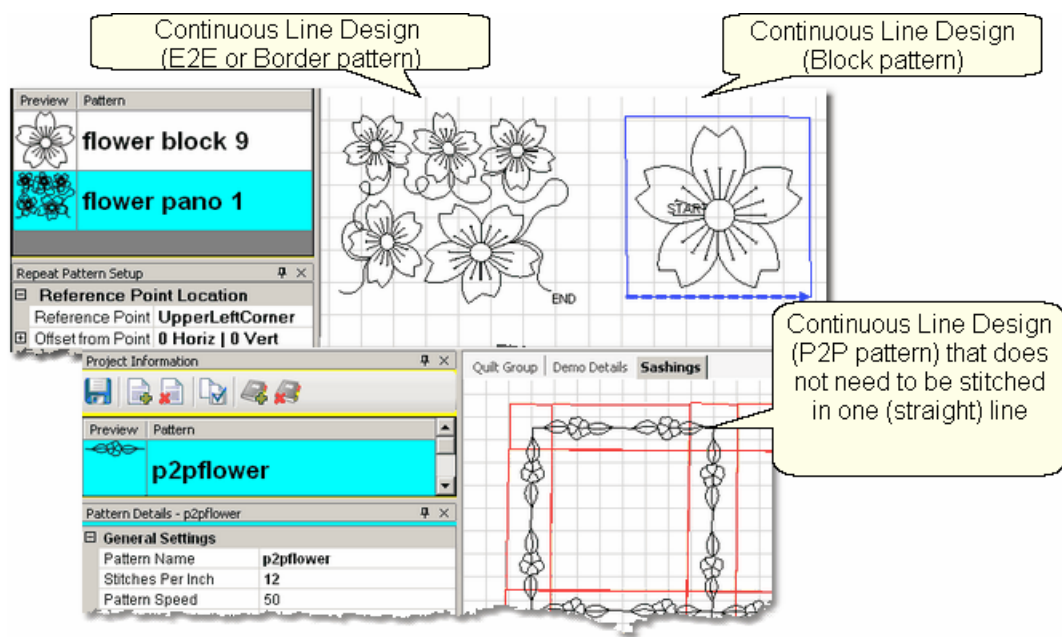 Continuous Line Design
(E2E or Border pattern)
Continuous Line Design
(Block pattern)
Preview Pattern
flower block 9
flower pano 1
START
END
Repeat Pattern Setup
Reference Point Location
Reference Point UpperLeftCorner
Offset from Point 0 Horiz | 0 Vert
Continuous Line Design
(P2P pattern) that does
not need to be stitched
in one (straight) line
Project Information
Quilt Group Demo Details Sashings
Preview Pattern
p2pflower
Pattern Details - p2pflower
General Settings
Pattern Name p2pflower
Stitches Per Inch 12
Pattern Speed 50